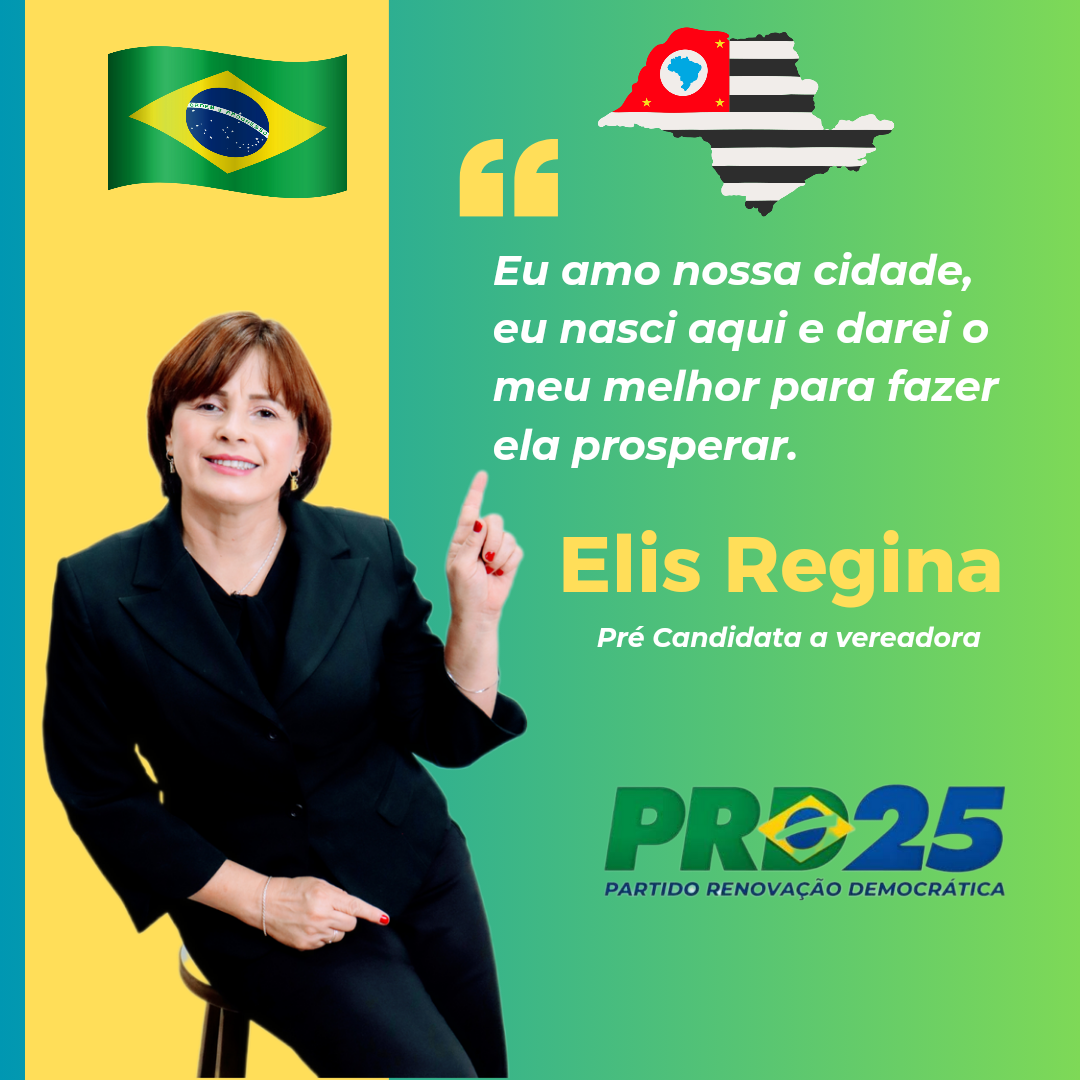 Eu amo nossa cidade,
eu nasci aqui e darei o
meu melhor para fazer
ela prosperar.
Elis Regina
Pré Candidata a vereadora
PRD25
PARTIDO RENOVAÇÃO DEMOCRÁTICA